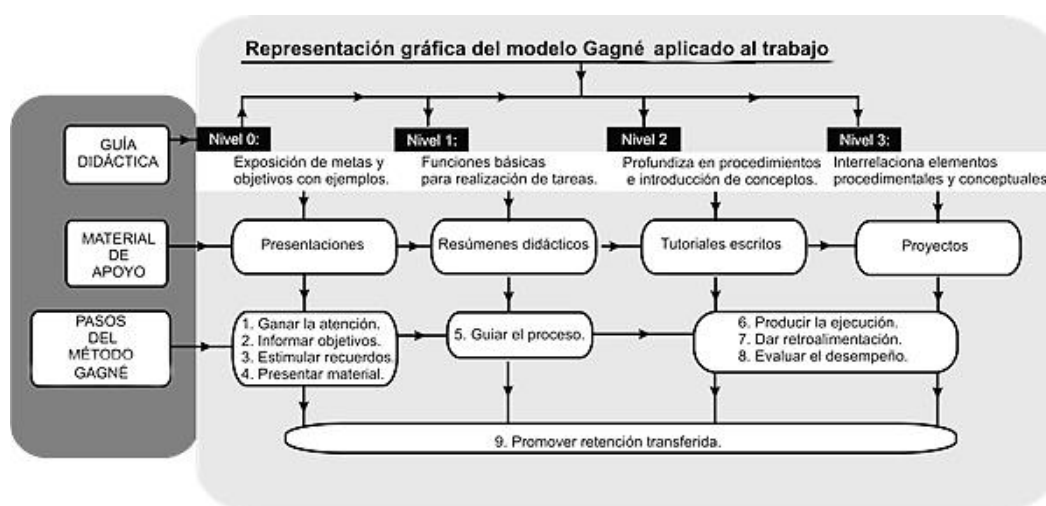 Representación gráfica del modelo Gagné aplicado al trabajo
GUÍA
DIDÁCTICA
Nivel 0:
Exposición de metas y
objetivos con ejemplos.
Nivel 1:
Funciones básicas
para realización de tareas.
Nivel 2
Profundiza en procedimientos
e introducción de conceptos.
Nivel 3:
Interrelaciona elementos
procedimentales y conceptuales
MATERIAL
DE
APOYO
Presentaciones
Resúmenes didácticos
Tutoriales escritos
Proyectos
PASOS
DEL
MÉTODO
GAGNÉ
1. Ganar la atención.
2. Informar objetivos.
3. Estimular recuerdos.
4. Presentar material.
5. Guiar el proceso.
6. Producir la ejecución.
7. Dar retroalimentación.
8. Evaluar el desempeño.
9. Promover retención transferida.